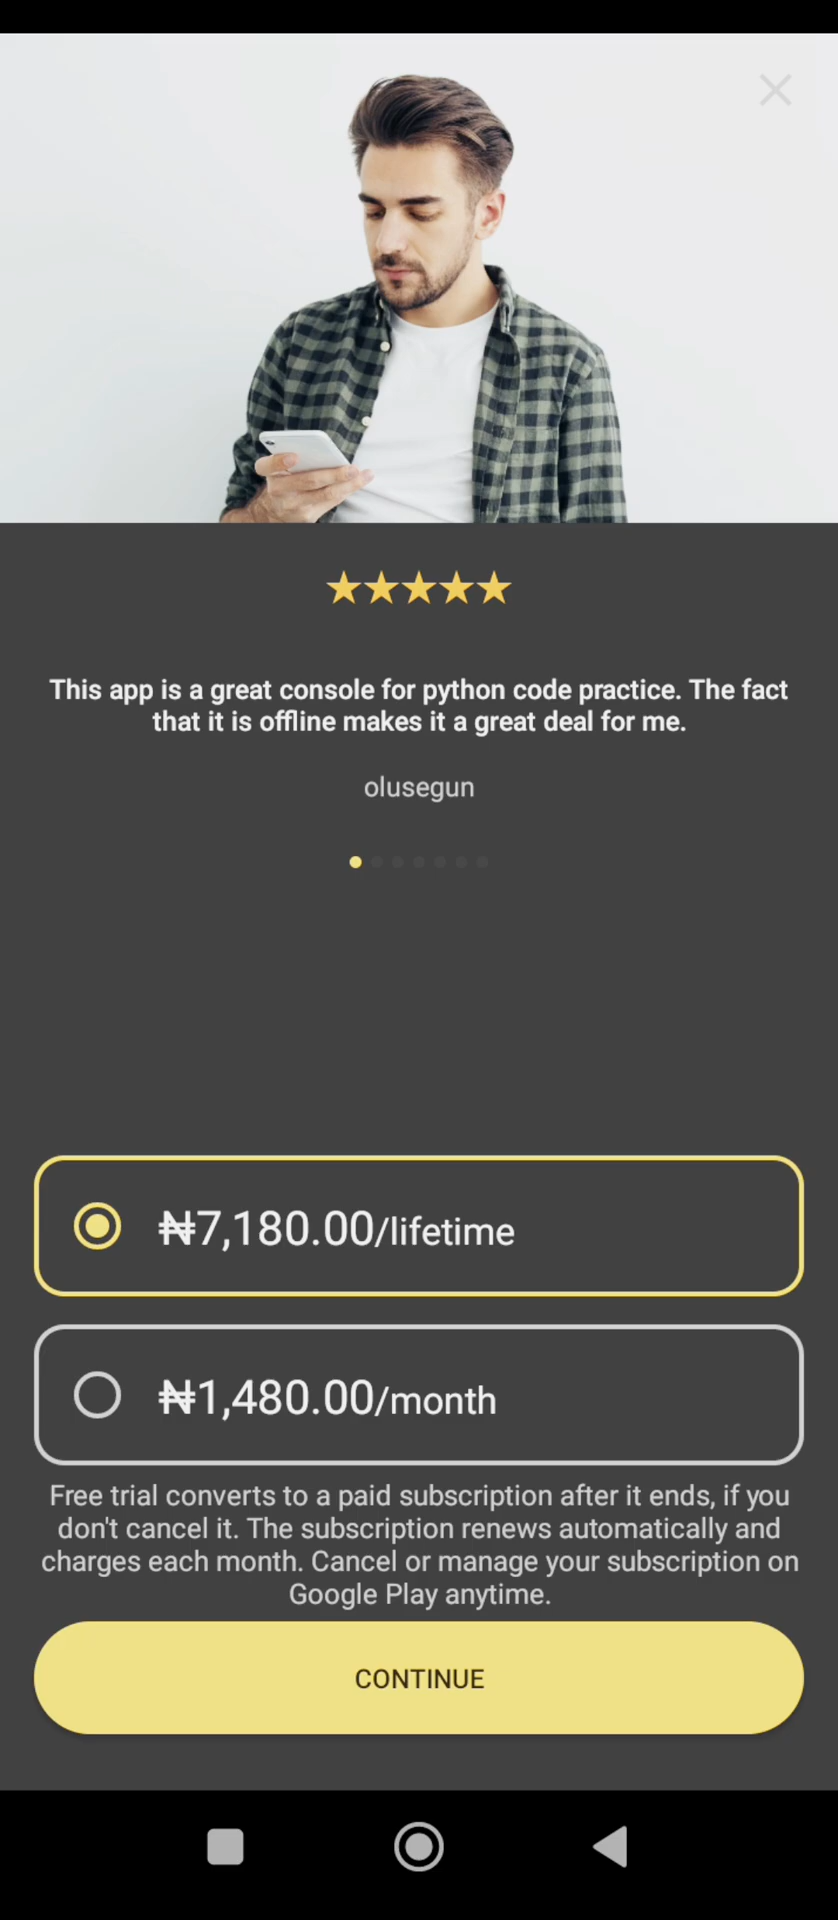 This app is a great console for python code practice. The fact
that it is offline makes it a great deal for me.
olusegun
₦7,180.00/lifetime
₦1,480.00/month
Free trial converts to a paid subscription after it ends, if you
don't cancel it. The subscription renews automatically and
charges each month. Cancel or manage your subscription on
Google Play anytime.
CONTINUE